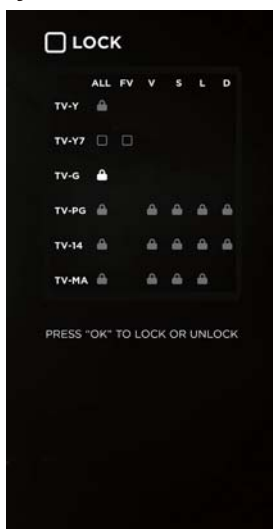 LOCK
ALL FV V S L D
TV-Y
TV-Y7
TV-G
TV-PG
TV-14
TV-MA
PRESS "OK" TO LOCK OR UNLOCK